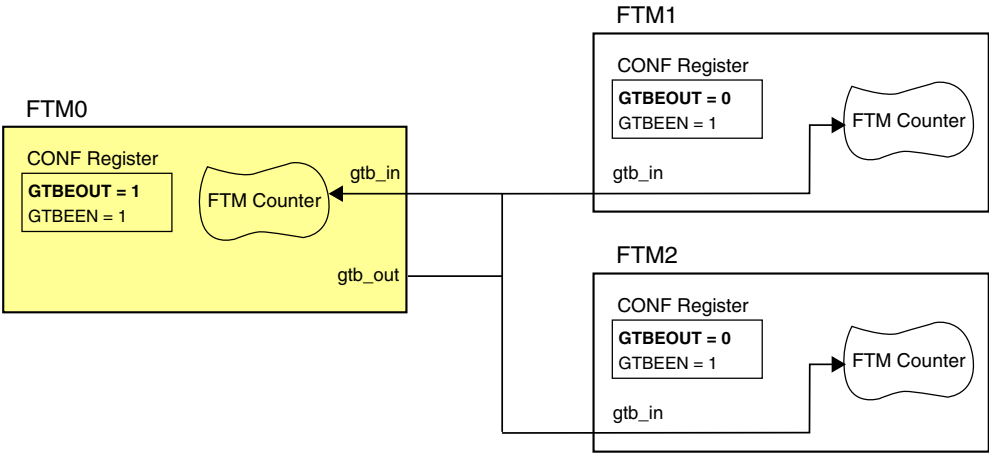 FTM0
CONF Register
GTBEOUT = 1
GTBEEN = 1
FTM Counter
gtb_in
gtb_out
FTM1
CONF Register
GTBEOUT = 0
GTBEEN = 1
FTM Counter
gtb_in
FTM2
CONF Register
GTBEOUT = 0
GTBEEN = 1
FTM Counter
gtb_in